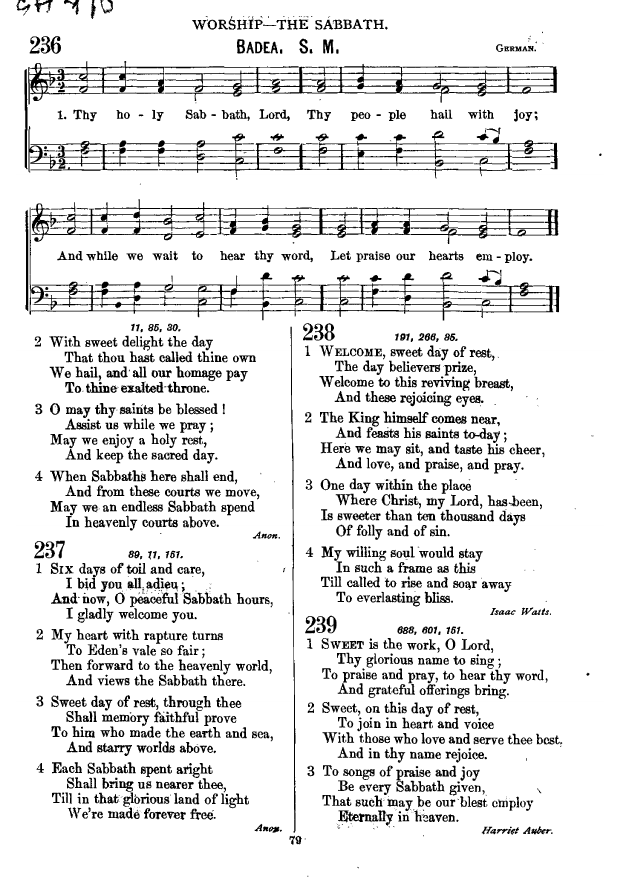 WORSHIP—THE SABBATH.
236
BADEA. S. M.
GERMAN.
1. Thy ho - ly Sab - bath, Lord, Thy peo - ple hail with joy;
And while we wait to hear thy word, Let praise our hearts em - ploy.
11, 85, 30.
2 With sweet delight the day
That thou hast called thine own
We hail, and all our homage pay
To thine exalted throne.
3 O may thy saints be blessed!
Assist us while we pray;
May we enjoy a holy rest,
And keep the sacred day.
4 When Sabbaths here shall end,
And from these courts we move,
May we an endless Sabbath spend
In heavenly courts above.
Anon.
237
89, 11, 151.
1 SIX days of toil and care,
I bid you all adieu;
And now, O peaceful Sabbath hours,
I gladly welcome you.
2 My heart with rapture turns
To Eden's vale so fair;
Then forward to the heavenly world,
And views the Sabbath there.
3 Sweet day of rest, through thee
Shall memory faithful prove
To him who made the earth and sea,
And starry worlds above.
4 Each Sabbath spent aright
Shall bring us nearer thee,
Till in that glorious land of light
We're made forever free.
Anon.
238
191, 266, 85.
1 WELCOME, sweet day of rest,
The day believers prize,
Welcome to this reviving breast,
And these rejoicing eyes.
2 The King himself comes near,
And feasts his saints to-day;
Here we may sit, and taste his cheer,
And love, and praise, and pray.
3 One day within the place
Where Christ, my Lord, has been,
Is sweeter than ten thousand days
Of folly and of sin.
4 My willing soul would stay
In such a frame as this
Till called to rise and soar away
To everlasting bliss.
Isaac Watts.
239
688, 601, 151.
1 SWEET is the work, O Lord,
Thy glorious name to sing;
To praise and pray, to hear thy word,
And grateful offerings bring.
2 Sweet, on this day of rest,
To join in heart and voice
With those who love and serve thee best,
And in thy name rejoice.
3 To songs of praise and joy
Be every Sabbath given,
That such may be our blest employ
Eternally in heaven.
Harriet Auber.
79